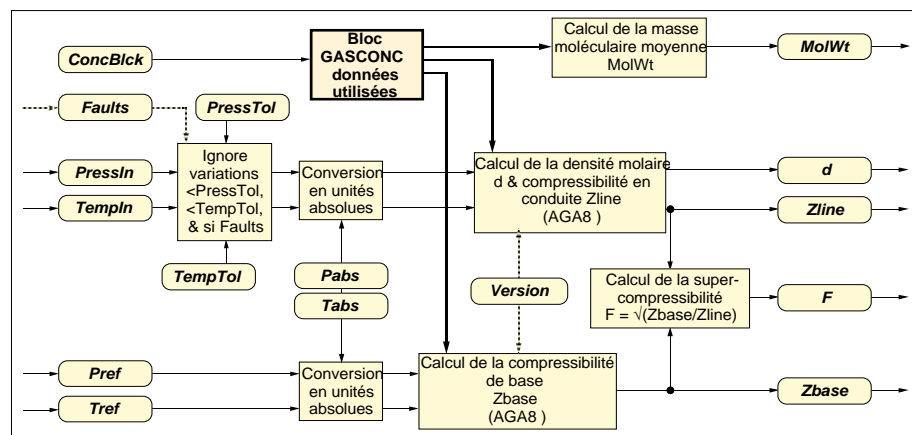 ConcBlck
Bloc
GASCONC
données
utilisées
Calcul de la masse
moléculaire moyenne
MolWt
MolWt
Faults
PressTol
PressIn
TempIn
Ignore
variations
<PressTol,
<TempTol,
& si Faults
Conversion
en unités
absolues
Calcul de la densité molaire
d & compressibilité en
conduite Zline
(AGA8 )
d
Zline
TempTol
Pabs
Tabs
Version
Calcul de la super-
compressibilité
F = √(Zbase/Zline)
F
Pref
Tref
Conversion
en unités
absolues
Calcul de la compressibilité
de base
Zbase
(AGA8 )
Zbase